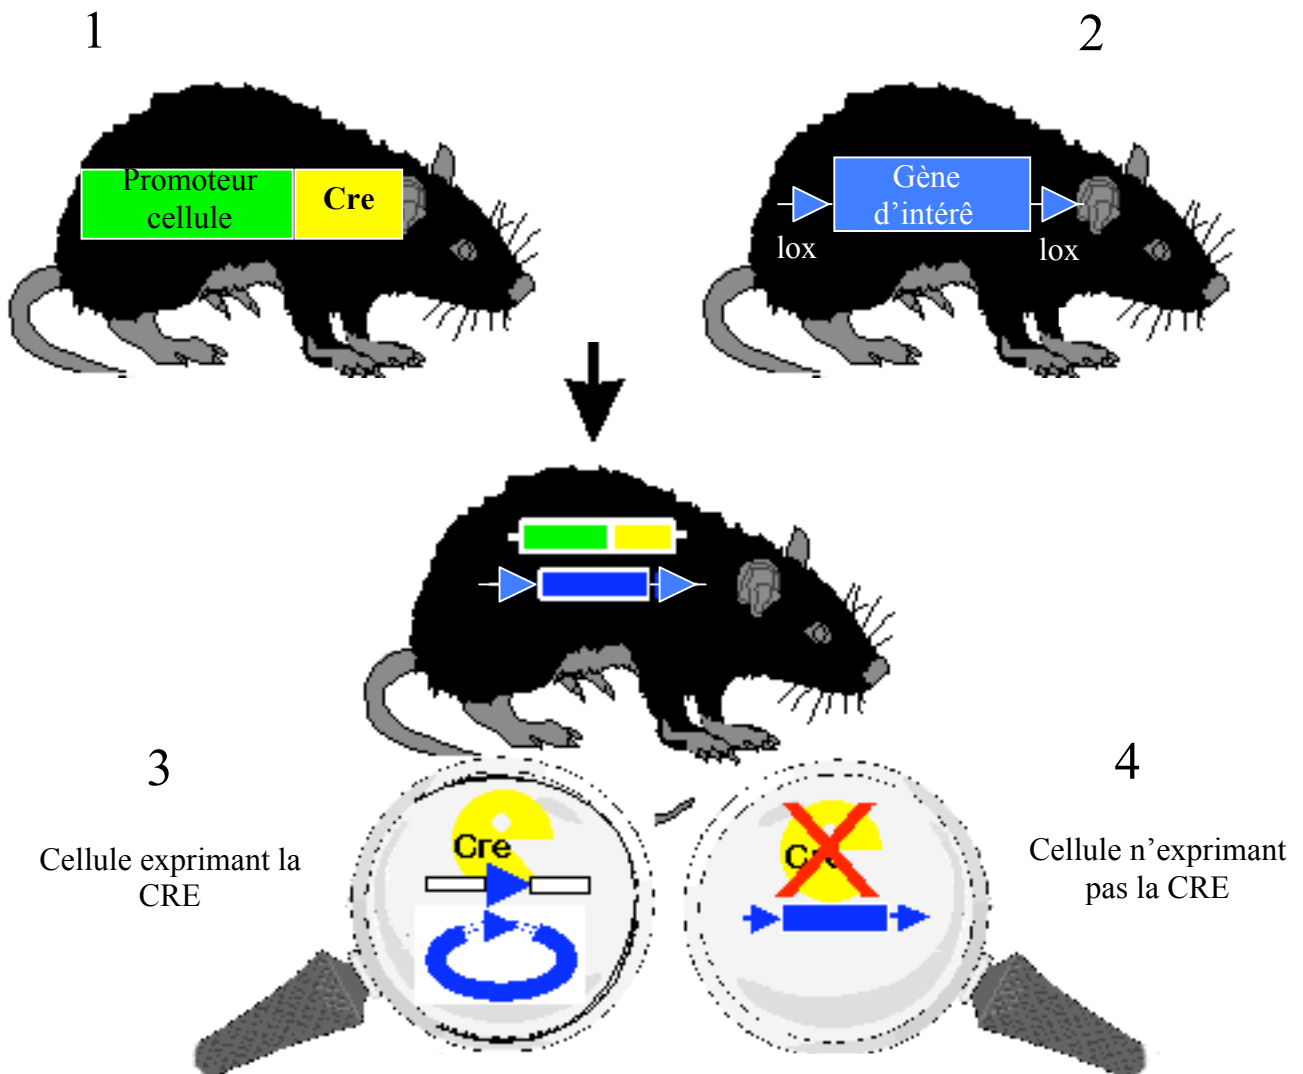 1
2
Promoteur
cellule
Cre
Gène
d’intérê
lox
lox
3
4
Cellule exprimant la
CRE
Cre
Cellule n’exprimant
pas la CRE
Cre